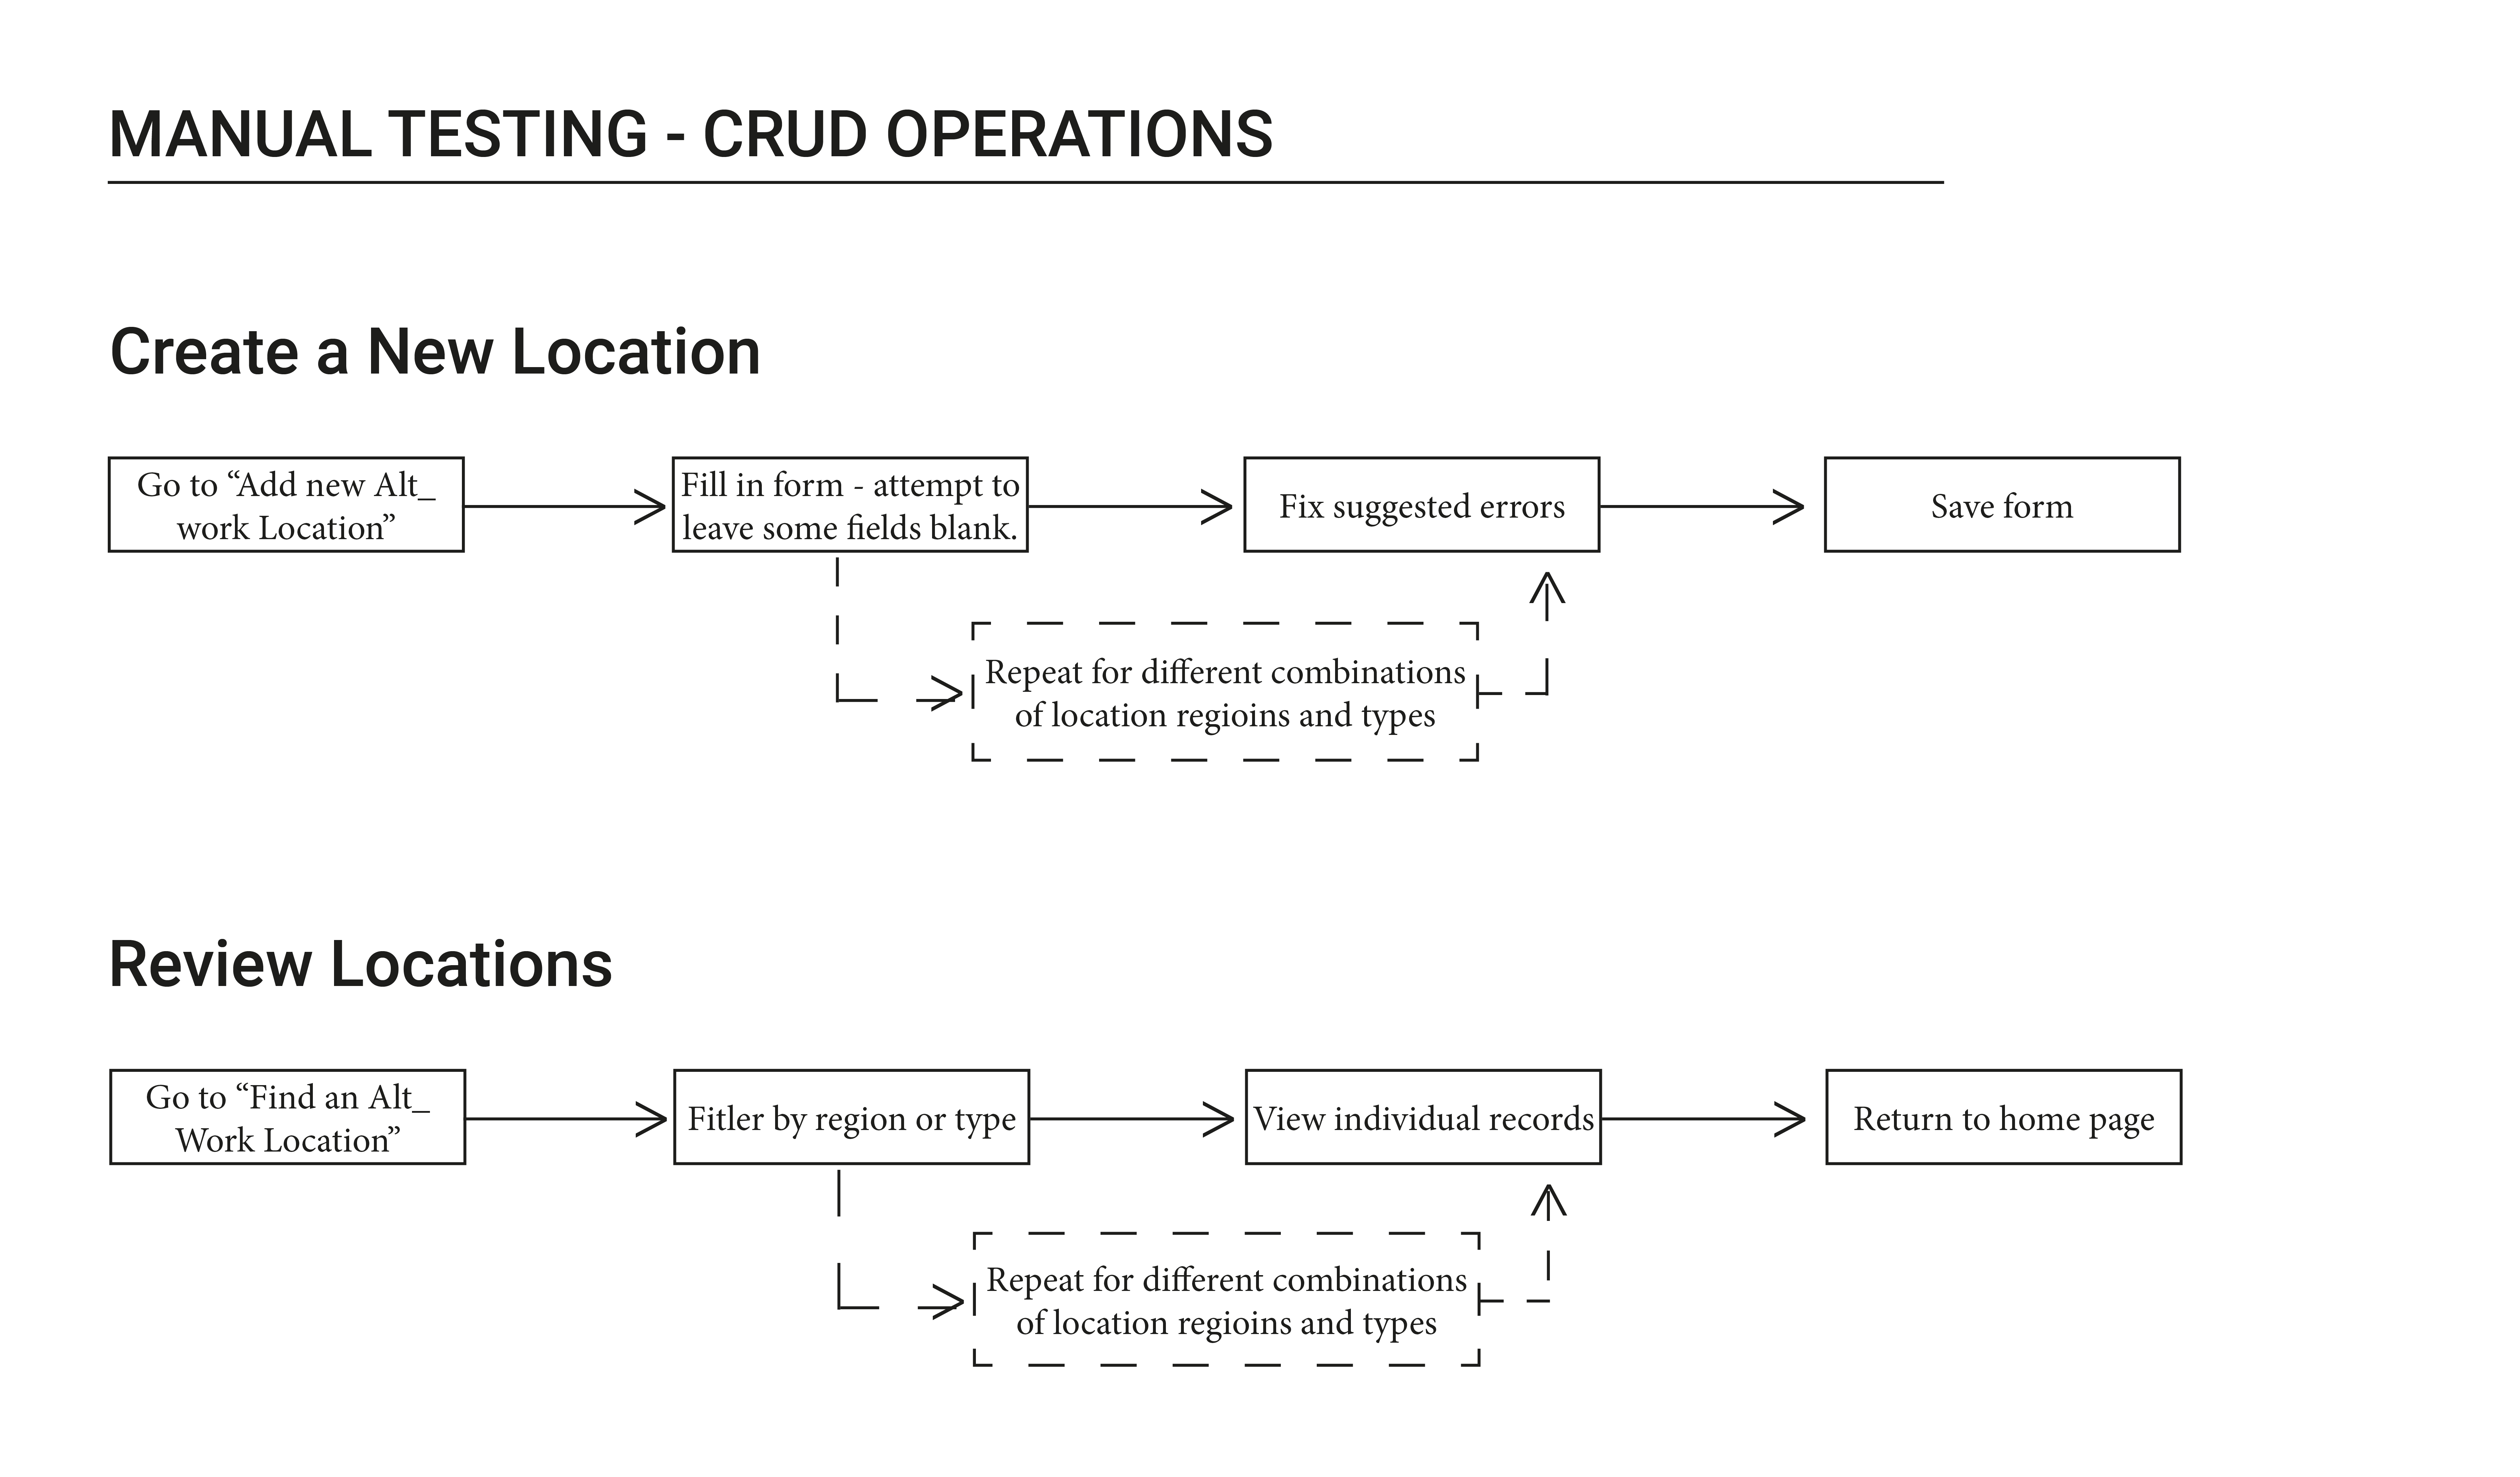 MANUAL TESTING - CRUD OPERATIONS
Create a New Location
Go to “Add new Alt_
work Location”
Fill in form - attempt to
leave some fields blank.
Fix suggested errors
Save form
Repeat for different combinations
of location regioins and types
Review Locations
Go to “Find an Alt_
Work Location”
Fitler by region or type
View individual records
Return to home page
Repeat for different combinations
of location regioins and types